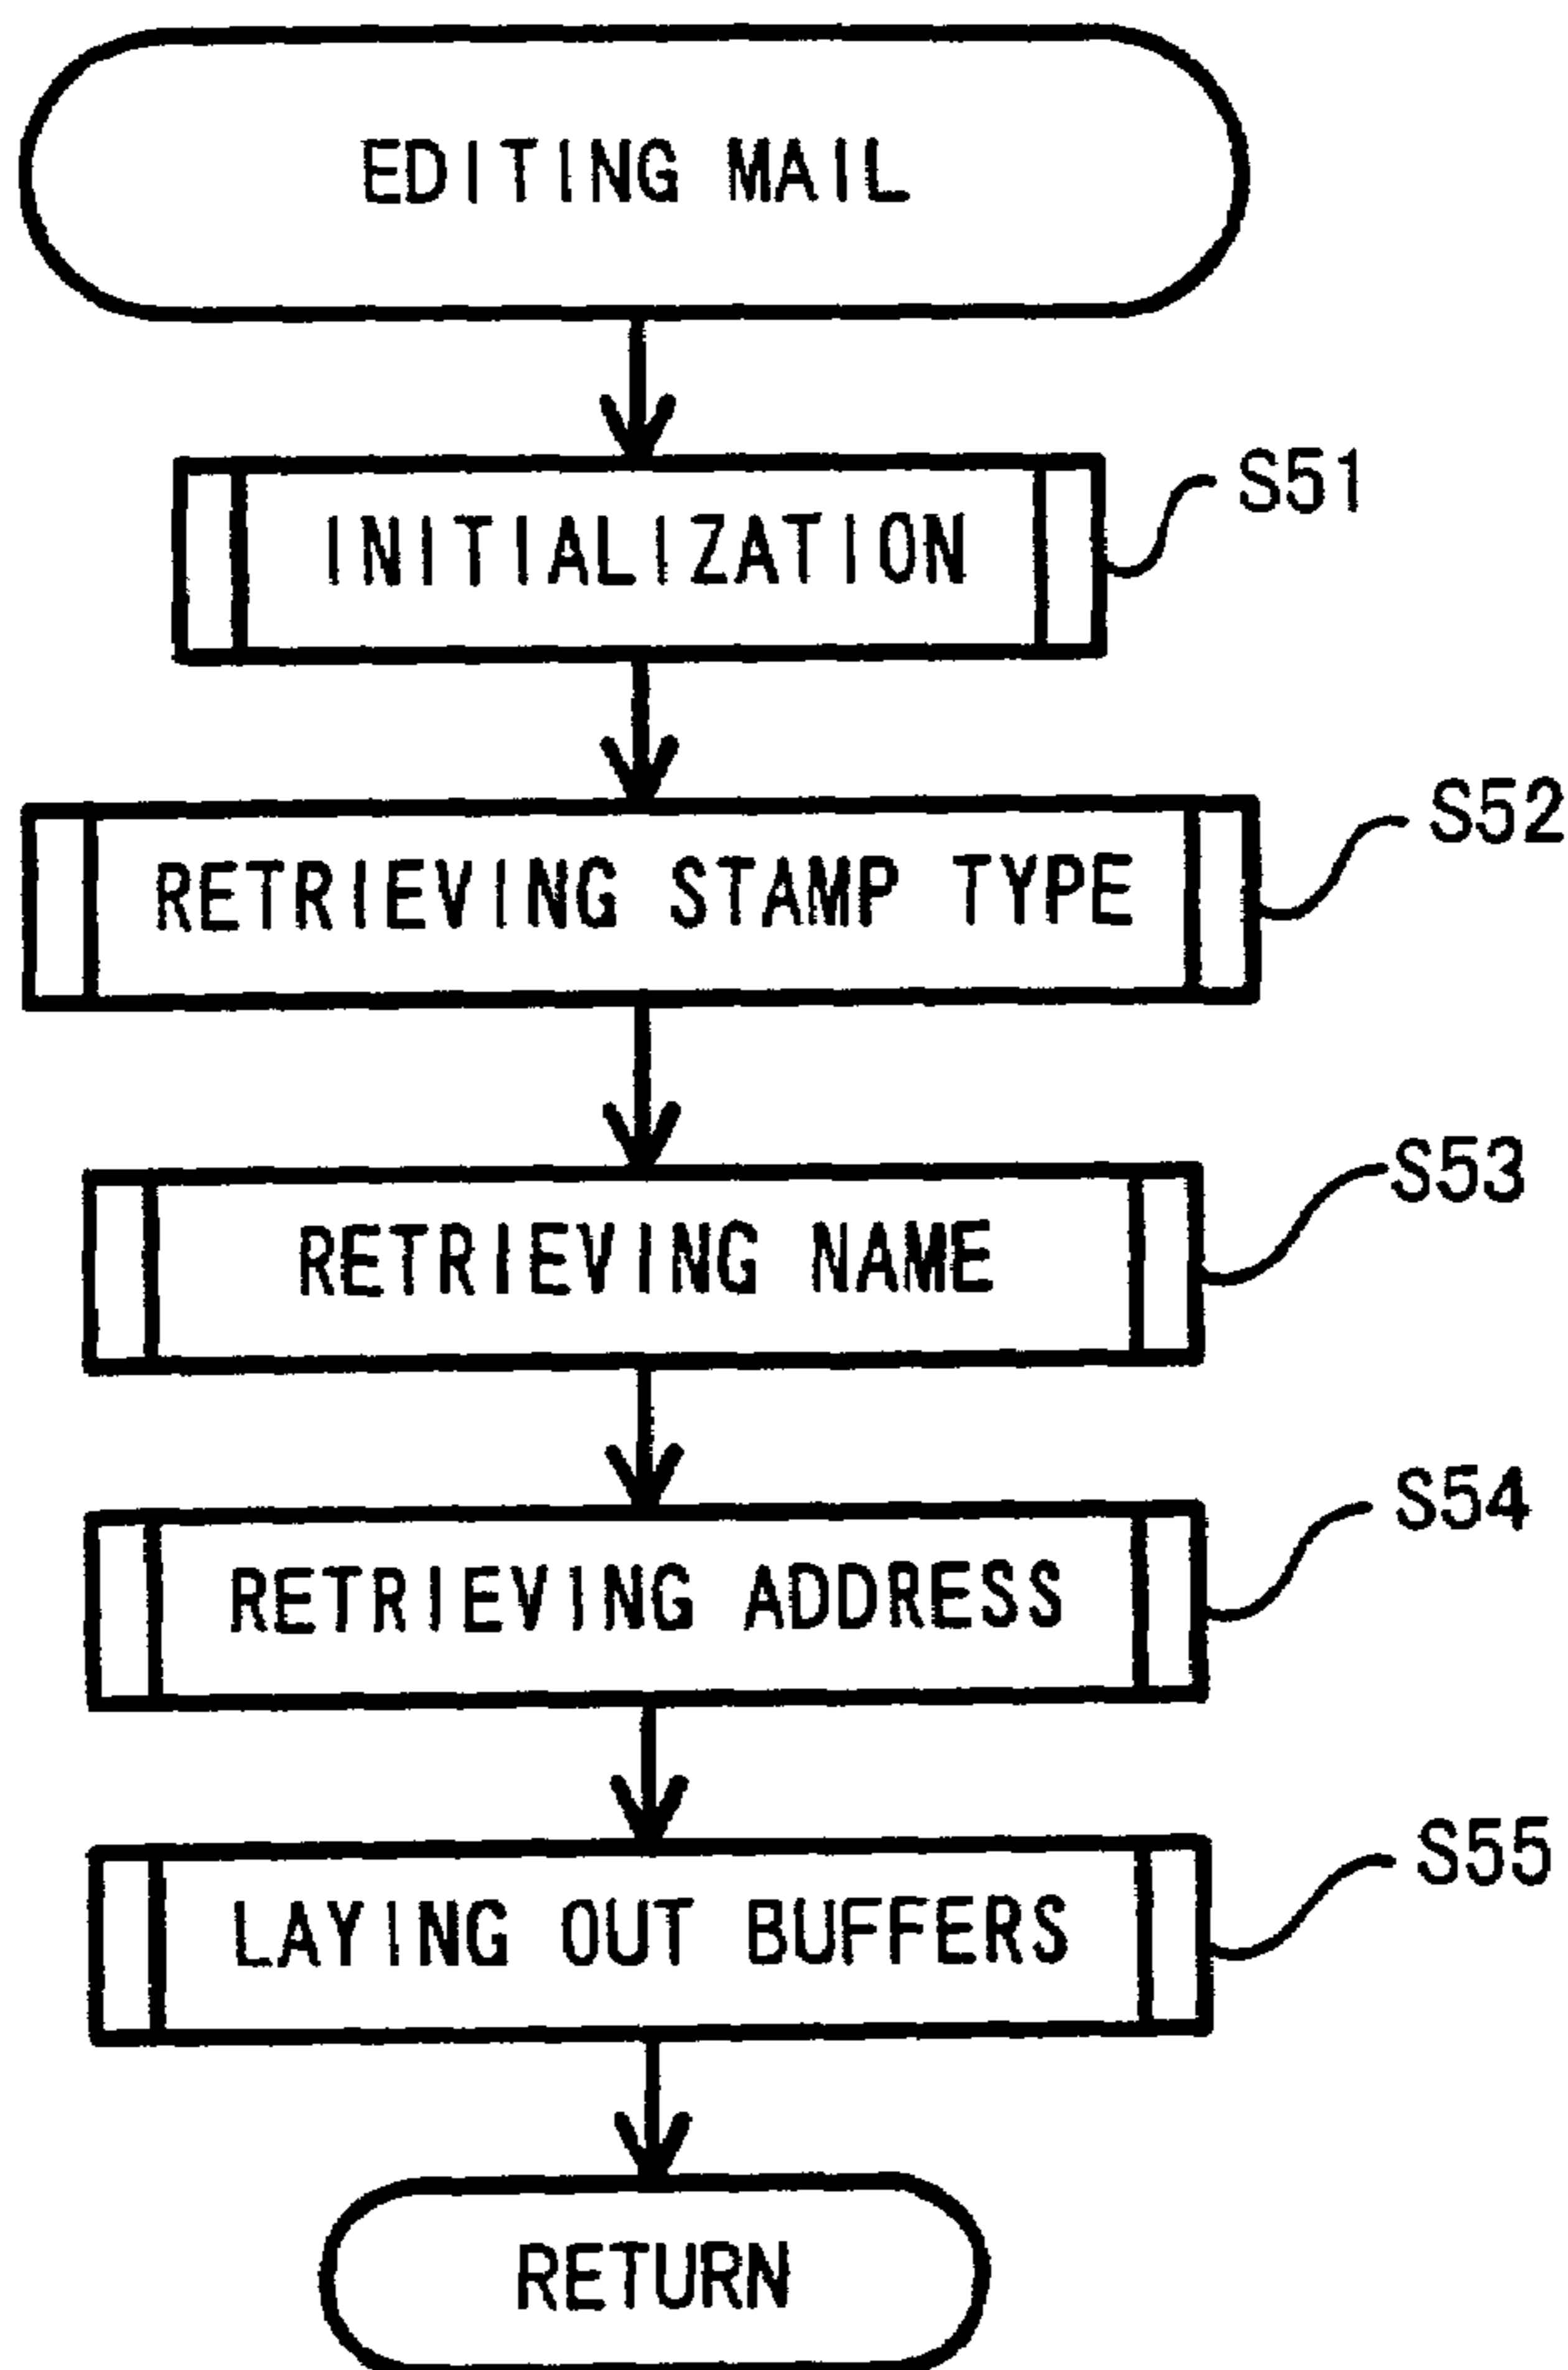 EDITING MAIL
INITIALIZATION
S51
RETRIEVING STAMP TYPE
S52
RETRIEVING NAME
S53
RETRIEVING ADDRESS
S54
LAYING OUT BUFFERS
S55
RETURN